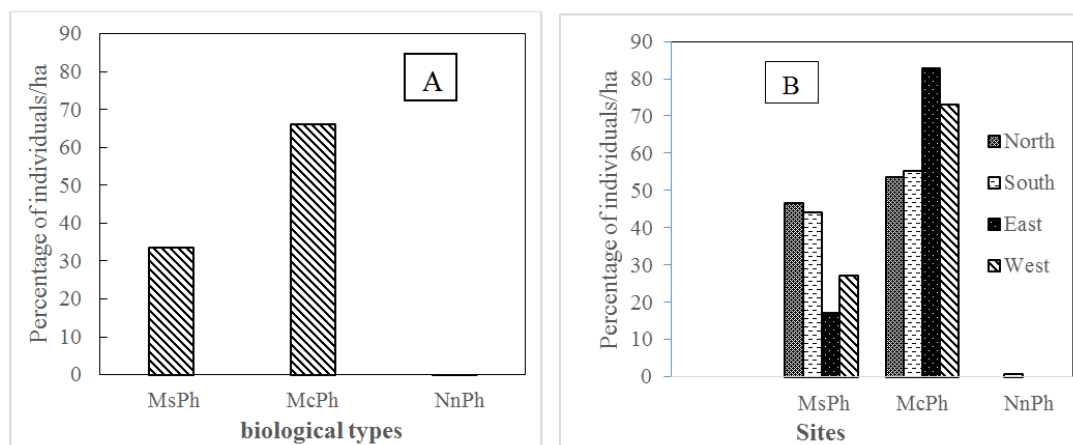 A
Percentage of individuals/ha
90
80
70
60
50
40
30
20
10
0
MsPh McPh NnPh
biological types
B
Percentage of individuals/ha
90
80
70
60
50
40
30
20
10
0
North
South
East
West
MsPh McPh NnPh
Sites